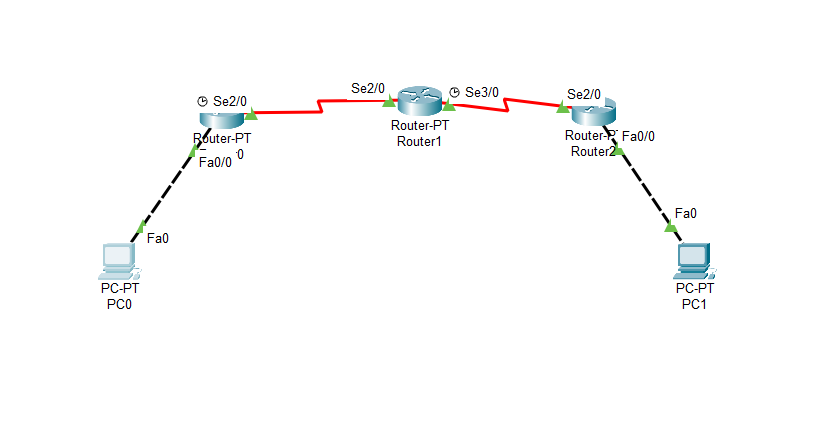 Se2/0
Se2/0
Se3/0
Se2/0
Router-PT
Router1
Router-PT
0
Fa0/0
Router-P
Router2
Fa0/0
Fa0
Fa0
PC-PT
PC0
PC-PT
PC1